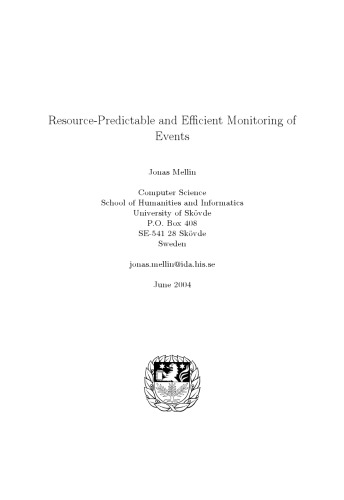 Resource-Predictable and Efficient Monitoring of
Events
Jonas Mellin
Computer Science
School of Humanities and Informatics
University of Skövde
P.O. Box 408
SE-541 28 Skövde
Sweden
jonas.mellin@ida.his.se
June 2004